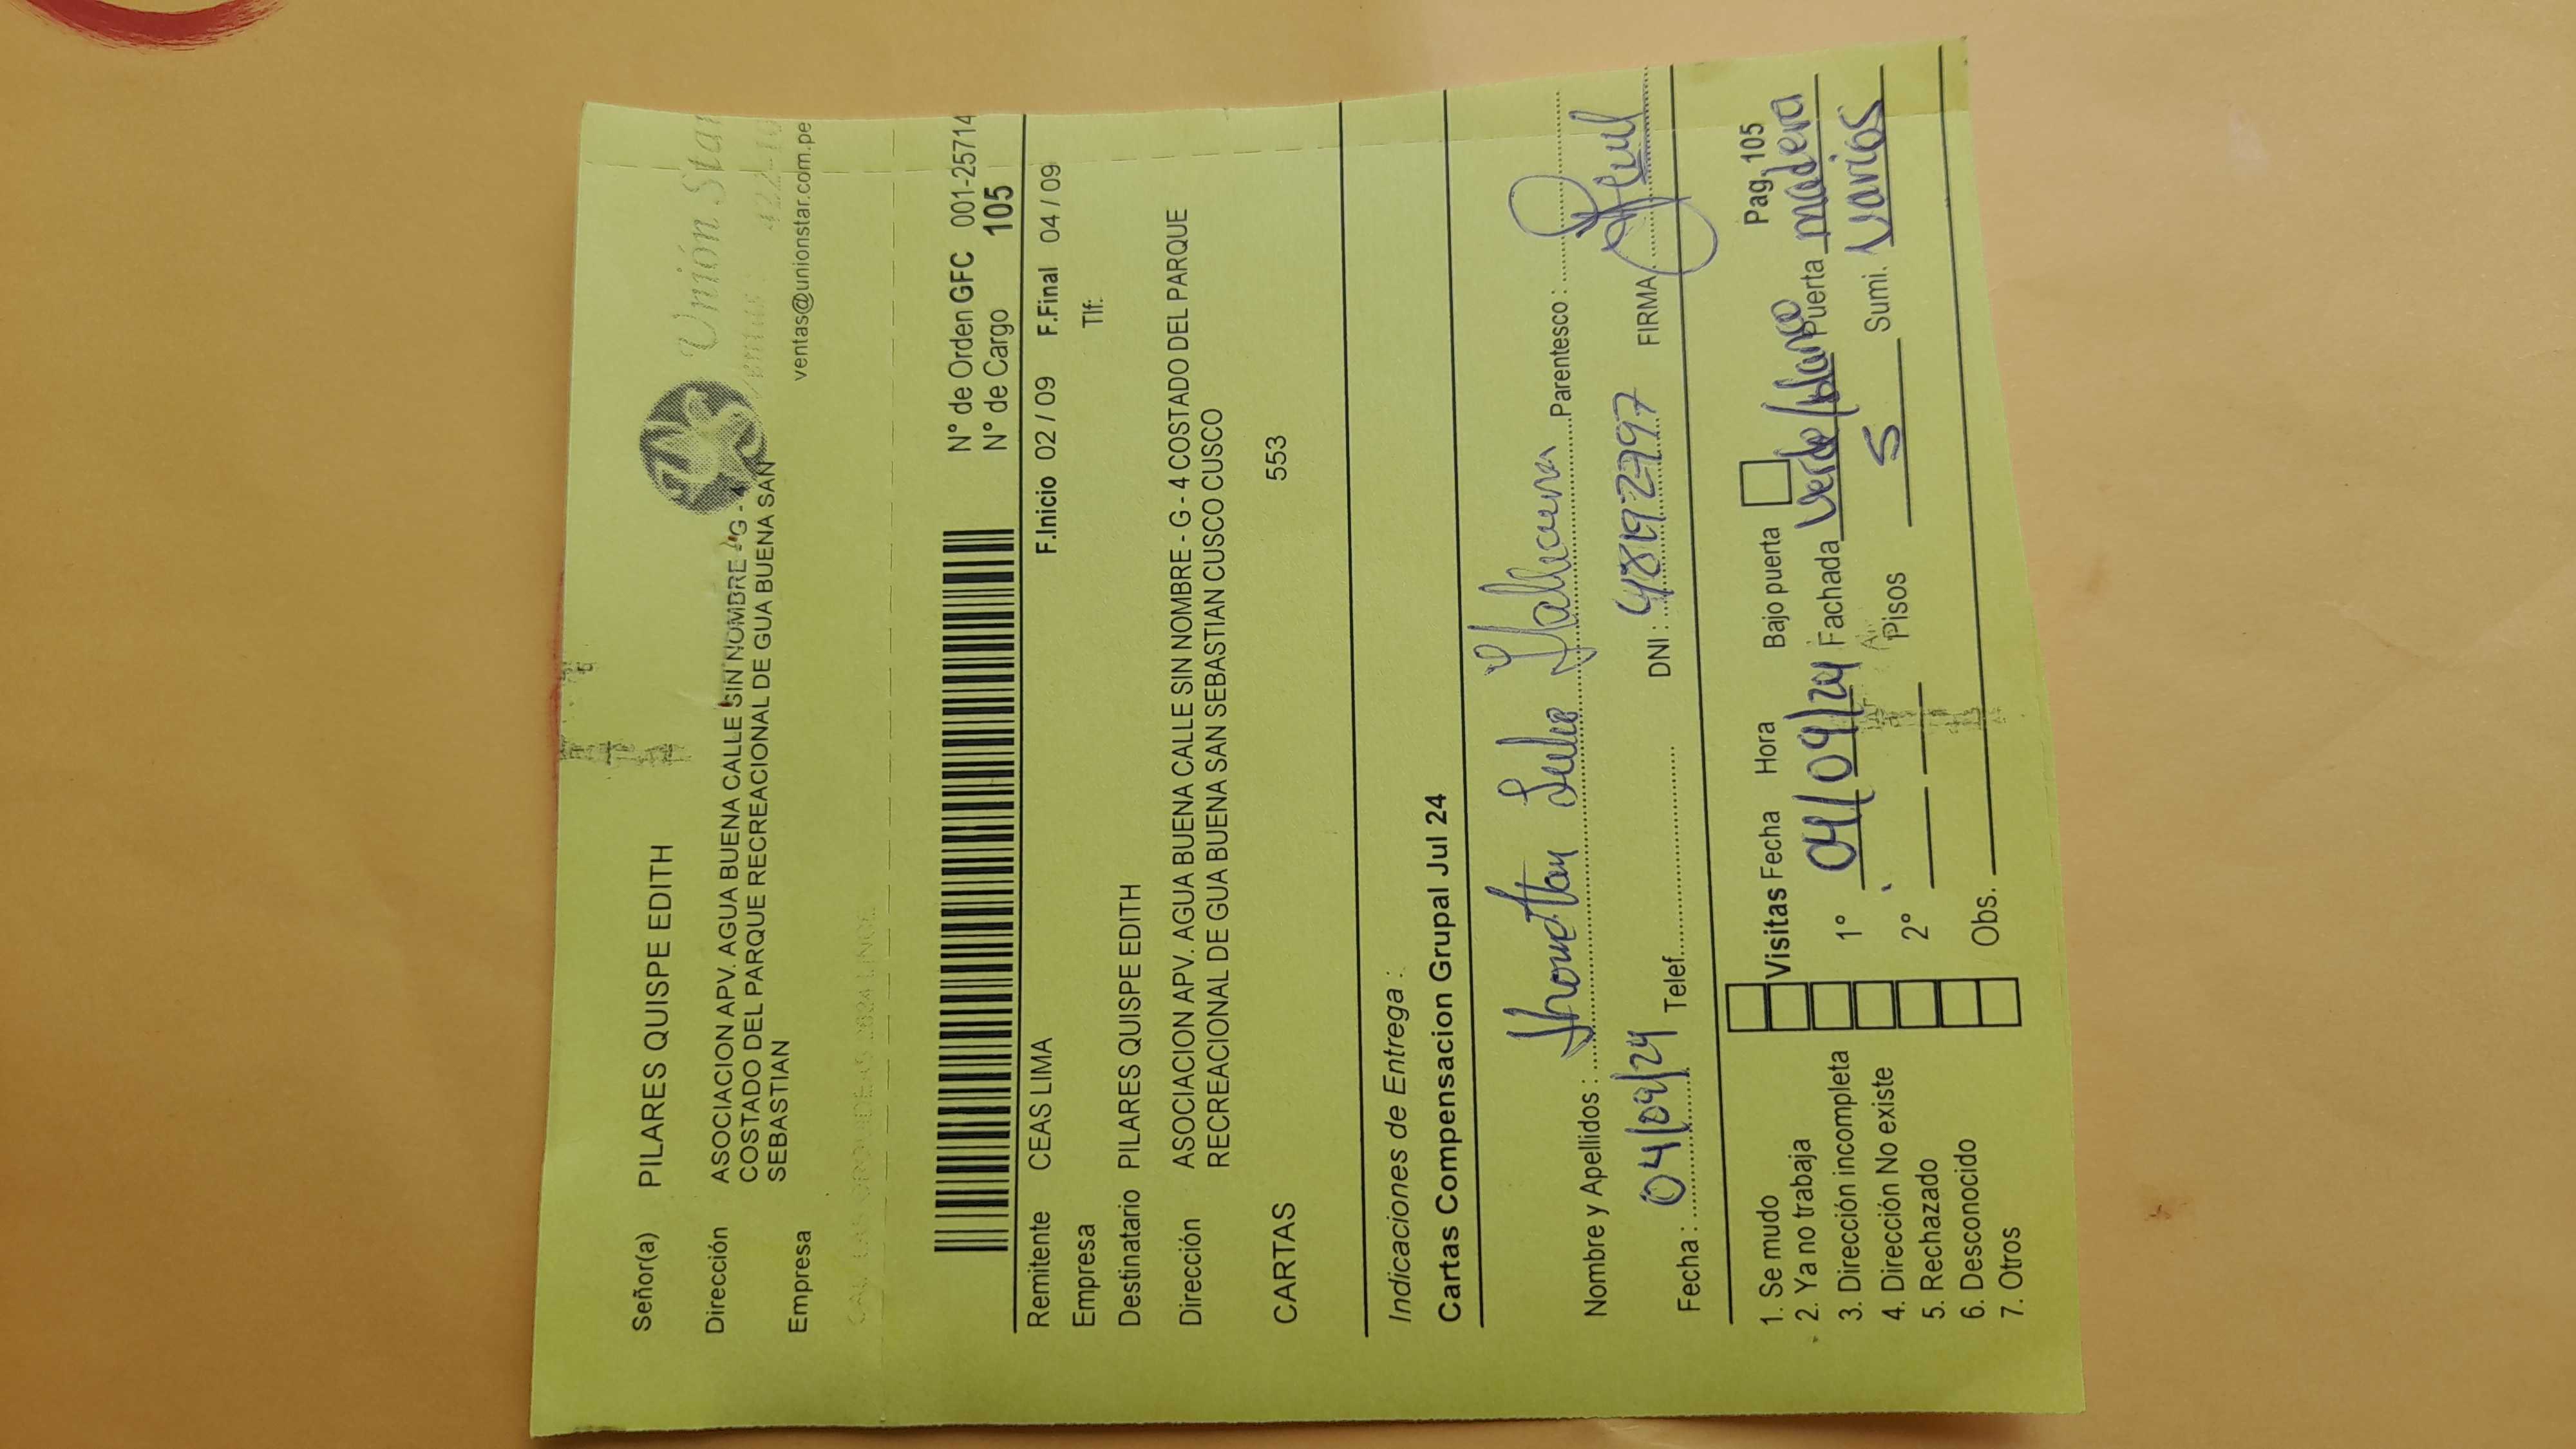 Señor(a) PILARES QUISPE EDITH
Unión Star
Dirección ASOCIACION APV. AGUA BUENA CALLE SIN NOMBRE - G - 4
COSTADO DEL PARQUE RECREACIONAL DE GUA BUENA SAN
SEBASTIAN
Empresa
ventas@unionstar.com.pe
N° de Orden GFC 001-25714
N° de Cargo 105
Remitente CEAS LIMA F.Inicio 02 / 09 F.Final 04 / 09
Empresa Tlf:
Destinatario PILARES QUISPE EDITH
Dirección ASOCIACION APV. AGUA BUENA CALLE SIN NOMBRE - G - 4 COSTADO DEL PARQUE
RECREACIONAL DE GUA BUENA SAN SEBASTIAN CUSCO CUSCO
CARTAS 553
Indicaciones de Entrega :
Cartas Compensacion Grupal Jul 24
Nombre y Apellidos : Parentesco :
Fecha : 04/09/24 Telef. DNI : 48192797 FIRMA
1. Se mudo Visitas Fecha Hora Bajo puerta Pag. 105
2. Ya no trabaja 1° 04/09/24 Fachada verde/blanco Puerta madera
3. Dirección incompleta
4. Dirección No existe 2° Pisos 5 Sumi. varios
5. Rechazado
6. Desconocido Obs.
7. Otros